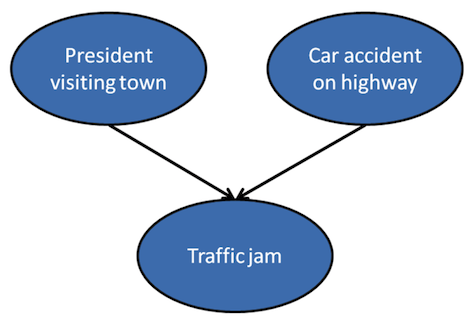 President
visiting town
Car accident
on highway
Traffic jam